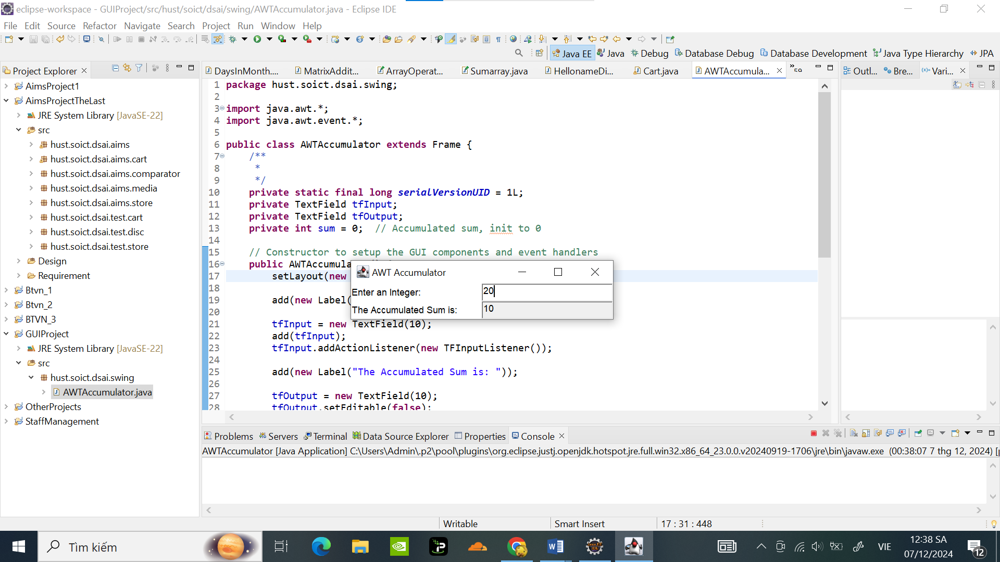 eclipse-workspace - GUIProject/src/hust/soict/dsai/swing/AWTAccumulator.java - Eclipse IDE
File Edit Source Refactor Navigate Search Project Run Window Help
Java EE Java Debug Database Debug Database Development Java Type Hierarchy JPA
Project Explorer
AimsProject1
AimsProjectTheLast
JRE System Library [JavaSE-22]
src
hust.soict.dsai.aims
hust.soict.dsai.aims.cart
hust.soict.dsai.aims.comparator
hust.soict.dsai.aims.media
hust.soict.dsai.aims.store
hust.soict.dsai.test.cart
hust.soict.dsai.test.disc
hust.soict.dsai.test.store
Design
Requirement
Btvn_1
Btvn_2
BTVN_3
GUIProject
JRE System Library [JavaSE-22]
src
hust.soict.dsai.swing
AWTAccumulator.java
OtherProjects
StaffManagement
DaysInMonth.... MatrixAddit... ArrayOperat... Sumarray.java HellonameDi... Cart.java AWTAccumula... »59
1 package hust.soict.dsai.swing;
2
3 import java.awt.*;
4 import java.awt.event.*;
5
6 public class AWTAccumulator extends Frame {
7 /**
8 *
9 */
10 private static final long serialVersionUID = 1L;
11 private TextField tfInput;
12 private TextField tfOutput;
13 private int sum = 0; // Accumulated sum, init to 0
14
15 // Constructor to setup the GUI components and event handlers
16 public AWTAccumula
17 setLayout(new
18
19 add(new Label(
20
21 tfInput = new TextField(10);
22 add(tfInput);
23 tfInput.addActionListener(new TFInputListener());
24
25 add(new Label("The Accumulated Sum is: "));
26
27 tfOutput = new TextField(10);
28 tfOutput.setEditable(false);
AWT Accumulator
Enter an Integer: 20
The Accumulated Sum is: 10
Outl... Bre... (x)= Vari...
Problems Servers Terminal Data Source Explorer Properties Console
AWTAccumulator [Java Application] C:\Users\Admin\.p2\pool\plugins\org.eclipse.justj.openjdk.hotspot.jre.full.win32.x86_64_23.0.0.v20240919-1706\jre\bin\javaw.exe (00:38:07 7 thg 12, 2024) [p
Writable Smart Insert 17 : 31 : 448
Tìm kiếm
VIE
12:38 SA
07/12/2024
12